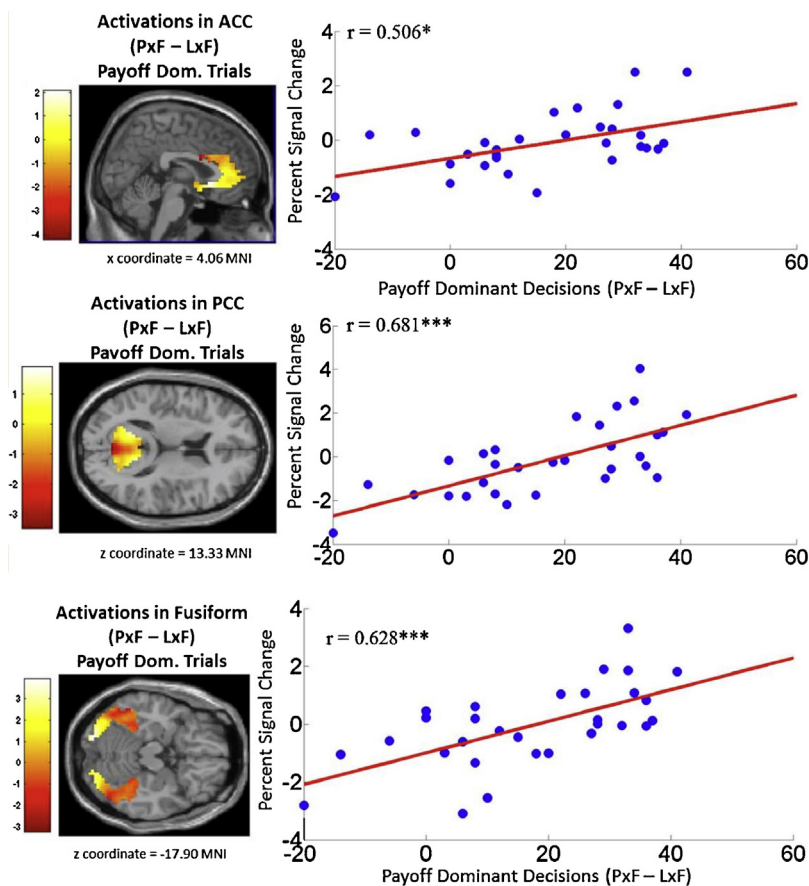 Activations in ACC
(PxF – LxF)
Payoff Dom. Trials
2
1
0
-1
-2
-3
-4
x coordinate = 4.06 MNI
r = 0.506*
Percent Signal Change
4
2
0
-2
-4
-20 0 20 40 60
Payoff Dominant Decisions (PxF – LxF)
Activations in PCC
(PxF – LxF)
Payoff Dom. Trials
1
0
-1
-2
-3
z coordinate = 13.33 MNI
r = 0.681***
Percent Signal Change
6
4
2
0
-2
-4
-20 0 20 40 60
Activations in Fusiform
(PxF – LxF)
Payoff Dom. Trials
3
2
1
0
-1
-2
-3
z coordinate = -17.90 MNI
r = 0.628***
Percent Signal Change
4
2
0
-2
-4
-20 0 20 40 60
Payoff Dominant Decisions (PxF – LxF)